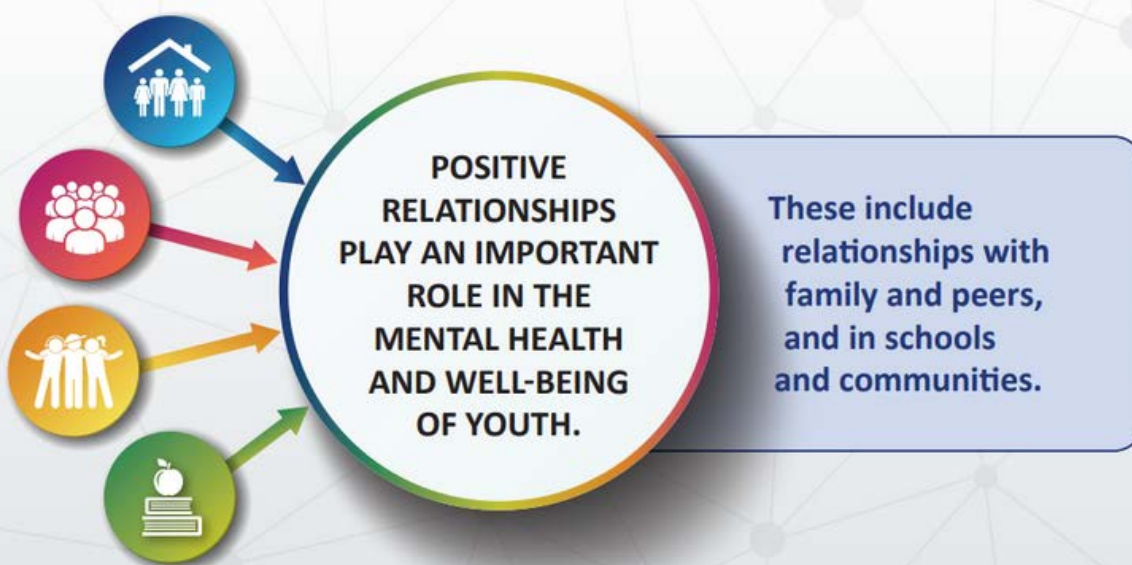 POSITIVE
RELATIONSHIPS
PLAY AN IMPORTANT
ROLE IN THE
MENTAL HEALTH
AND WELL-BEING
OF YOUTH.
These include
relationships with
family and peers,
and in schools
and communities.